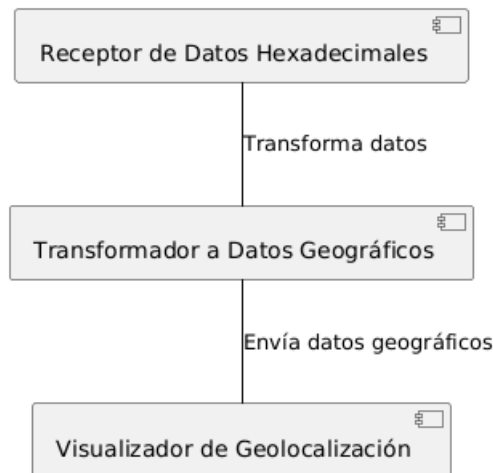 Receptor de Datos Hexadecimales
Transforma datos
Transformador a Datos Geográficos
Envía datos geográficos
Visualizador de Geolocalización